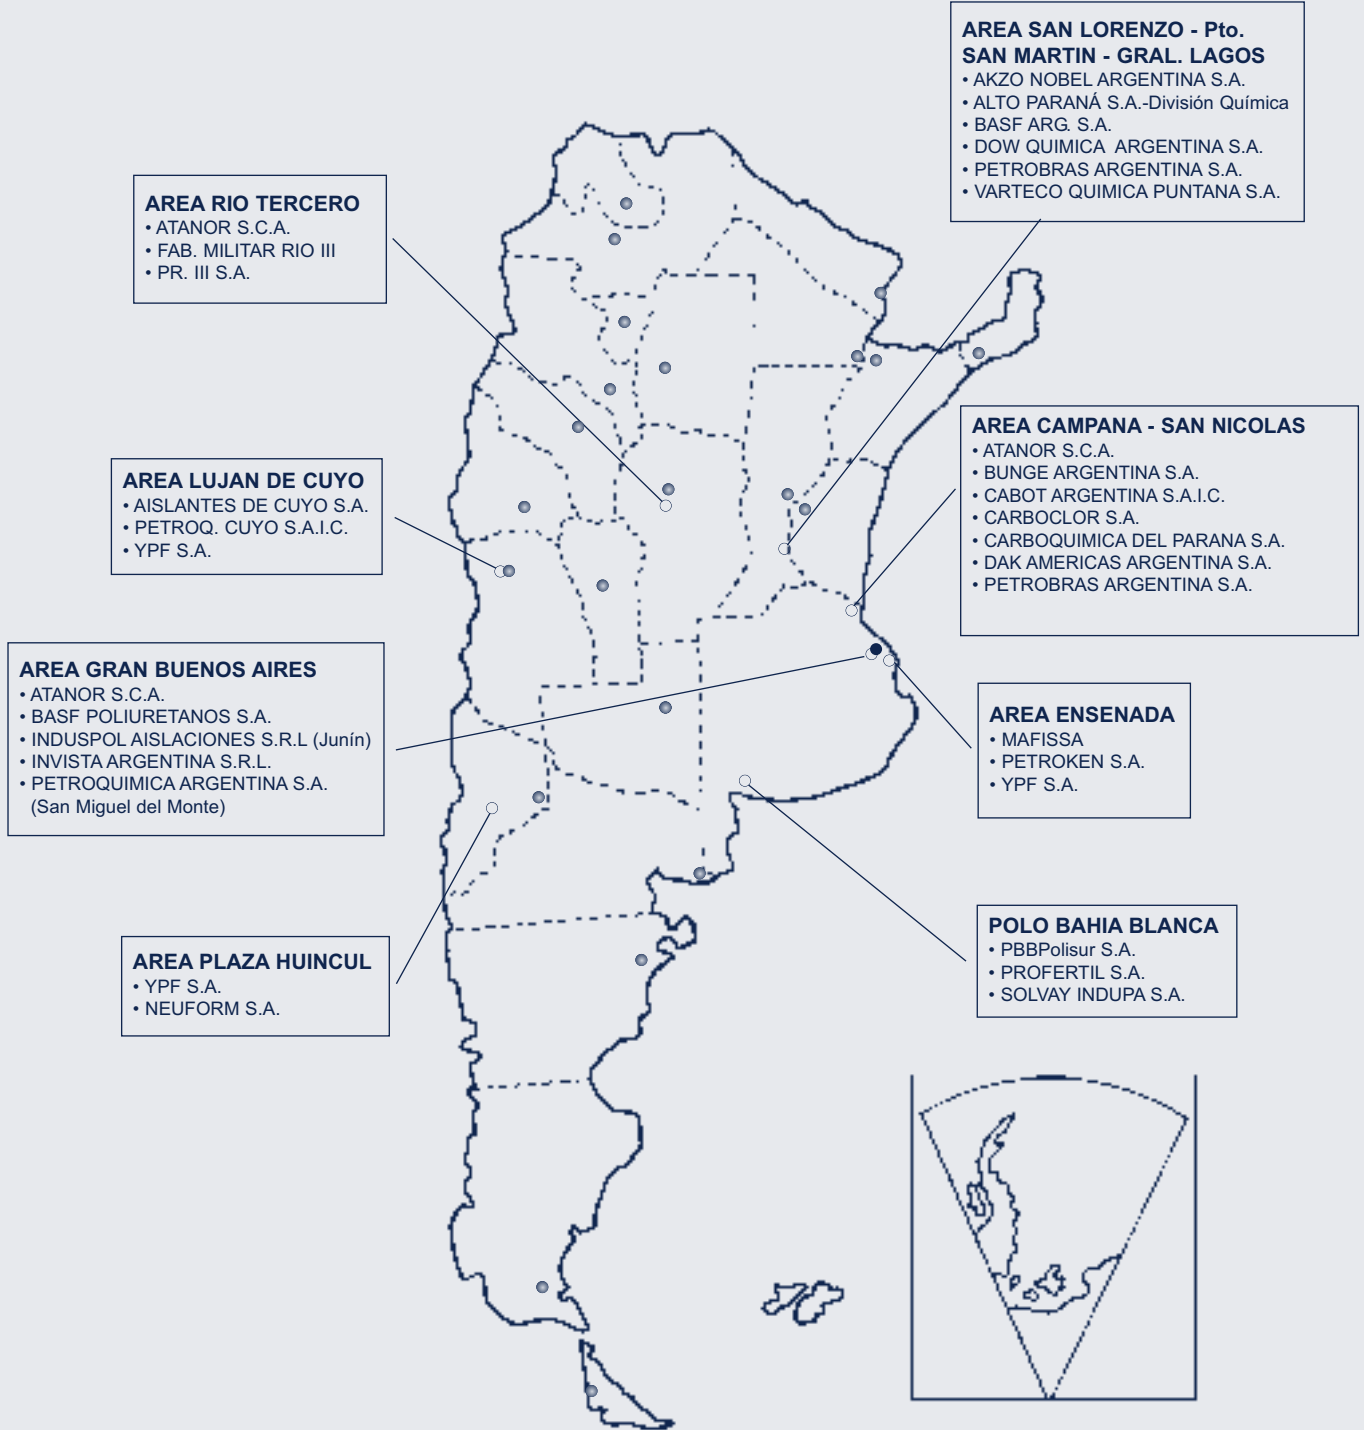 AREA SAN LORENZO - Pto.
SAN MARTIN - GRAL. LAGOS
• AKZO NOBEL ARGENTINA S.A.
• ALTO PARANÁ S.A.-División Química
• BASF ARG. S.A.
• DOW QUIMICA ARGENTINA S.A.
• PETROBRAS ARGENTINA S.A.
• VARTECO QUIMICA PUNTANA S.A.
AREA RIO TERCERO
• ATANOR S.C.A.
• FAB. MILITAR RIO III
• PR. III S.A.
AREA CAMPANA - SAN NICOLAS
• ATANOR S.C.A.
• BUNGE ARGENTINA S.A.
• CABOT ARGENTINA S.A.I.C.
• CARBOCLOR S.A.
• CARBOQUIMICA DEL PARANA S.A.
• DAK AMERICAS ARGENTINA S.A.
• PETROBRAS ARGENTINA S.A.
AREA LUJAN DE CUYO
• AISLANTES DE CUYO S.A.
• PETROQ. CUYO S.A.I.C.
• YPF S.A.
AREA GRAN BUENOS AIRES
• ATANOR S.C.A.
• BASF POLIURETANOS S.A.
• INDUSPOL AISLACIONES S.R.L (Junín)
• INVISTA ARGENTINA S.R.L.
• PETROQUIMICA ARGENTINA S.A.
(San Miguel del Monte)
AREA ENSENADA
• MAFISSA
• PETROKEN S.A.
• YPF S.A.
POLO BAHIA BLANCA
• PBBPolisur S.A.
• PROFERTIL S.A.
• SOLVAY INDUPA S.A.
AREA PLAZA HUINCUL
• YPF S.A.
• NEUFORM S.A.